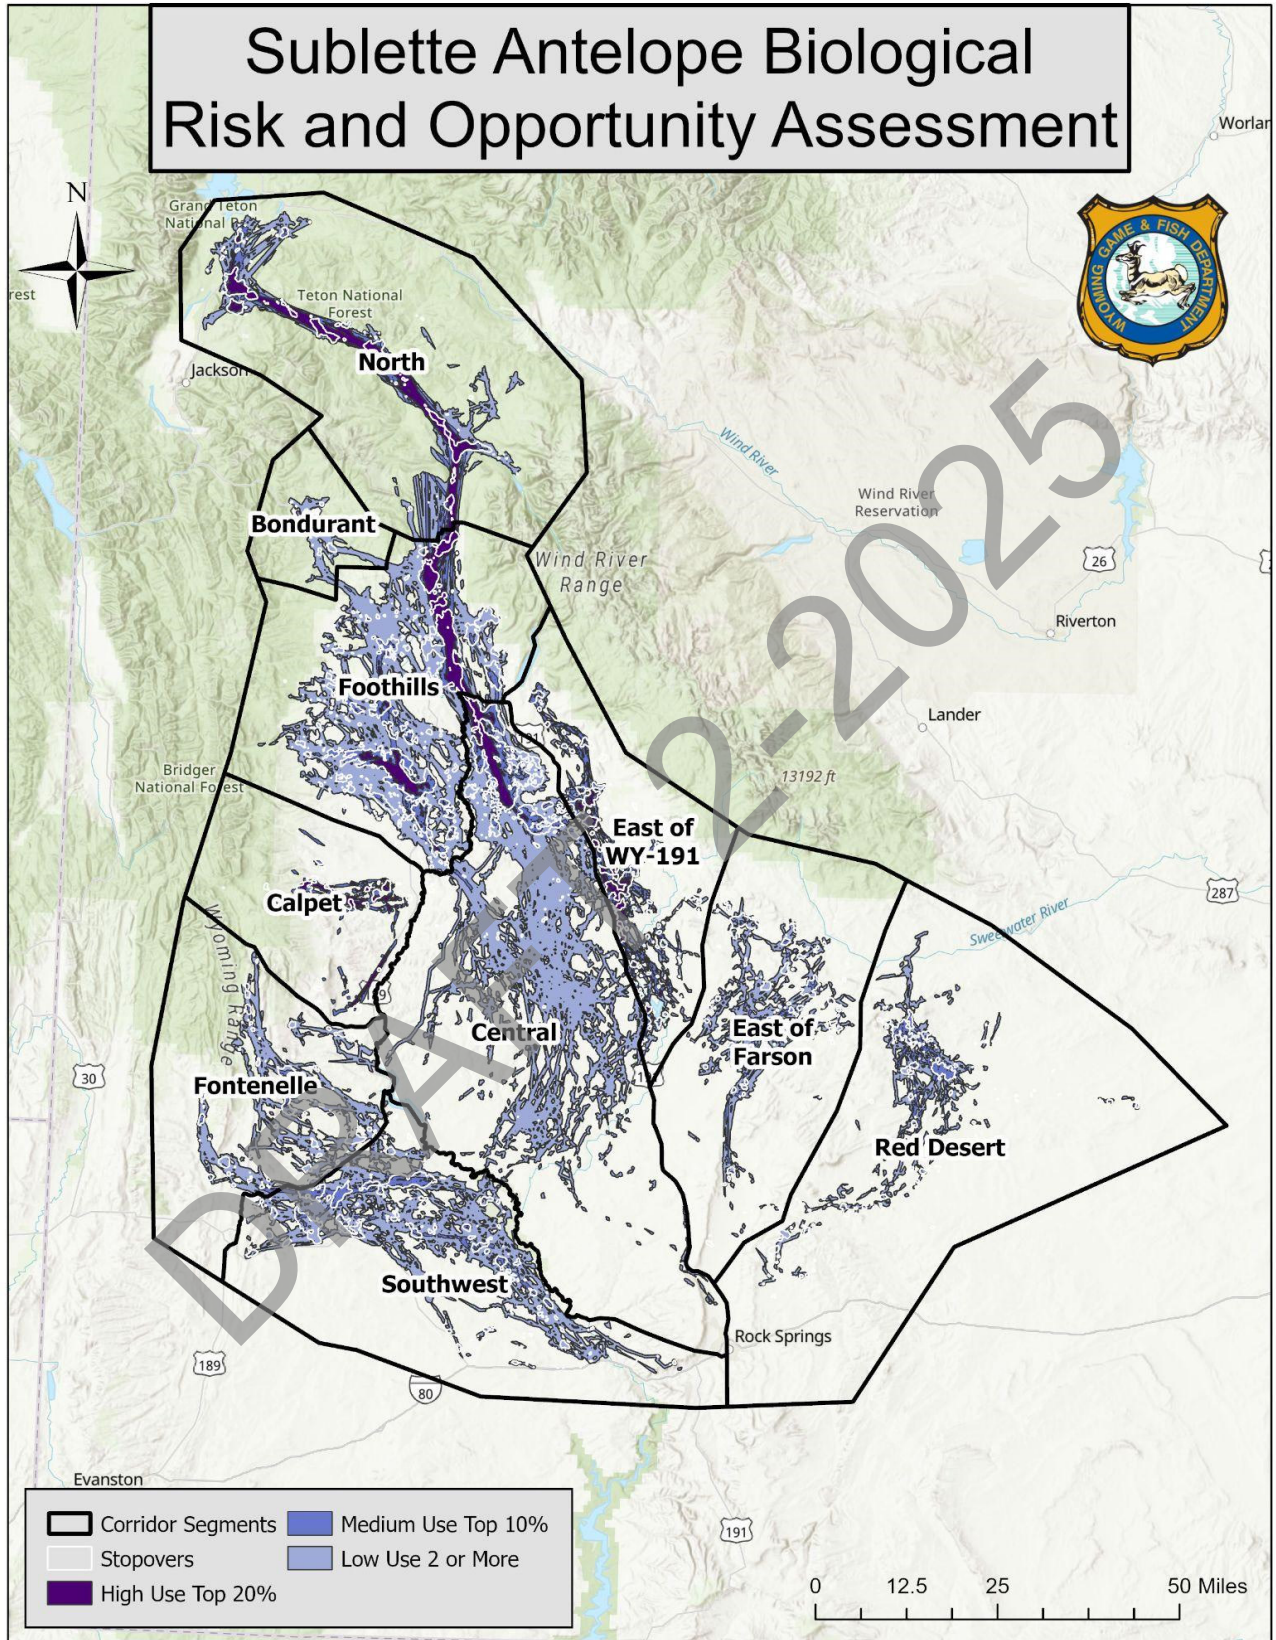 Sublette Antelope Biological
Risk and Opportunity Assessment
Worlar
N
Grand Teton
National P
WYOMING GAME & FISH DEPARTMENT
rest
Teton National
Forest
North
Jackson
Wind River
Wind River
Reservation
Bondurant
Wind River
Range
26
Riverton
Foothills
Lander
191
Bridger
National Forest
13192 ft
East of
WY-191
287
Calpet
Sweetwater River
Wyoming Range
Central
East of
Farson
30
Fontenelle
Red Desert
Southwest
Rock Springs
189
80
Evanston
191
DRAFT 2-2025
Corridor Segments
Stopovers
High Use Top 20%
Medium Use Top 10%
Low Use 2 or More
0 12.5 25 50 Miles